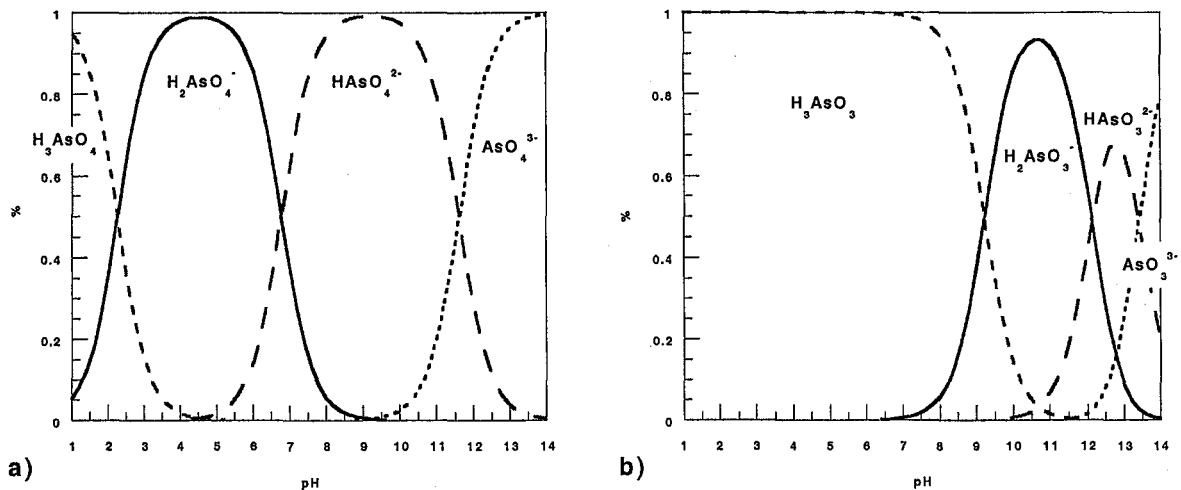 1
0.8
0.6
0.4
0.2
0
%
H₃AsO₄
H₂AsO₄⁻
HAsO₄²⁻
AsO₄³⁻
1 2 3 4 5 6 7 8 9 10 11 12 13 14
pH
a)
1
0.8
0.6
0.4
0.2
0
%
H₃AsO₃
H₂AsO₃⁻
HAsO₃²⁻
AsO₃³⁻
1 2 3 4 5 6 7 8 9 10 11 12 13 14
pH
b)